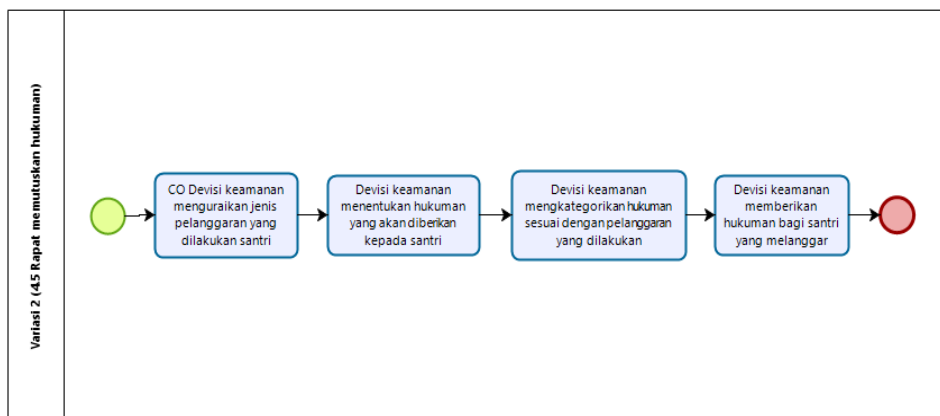 Variasi 2 (4.5 Rapat memutuskan hukuman)
CO Devisi keamanan
menguraikan jenis
pelanggaran yang
dilakukan santri
Devisi keamanan
menentukan hukuman
yang akan diberikan
kepada santri
Devisi keamanan
mengkategorikan hukuman
sesuai dengan pelanggaran
yang dilakukan
Devisi keamanan
memberikan
hukuman bagi santri
yang melanggar